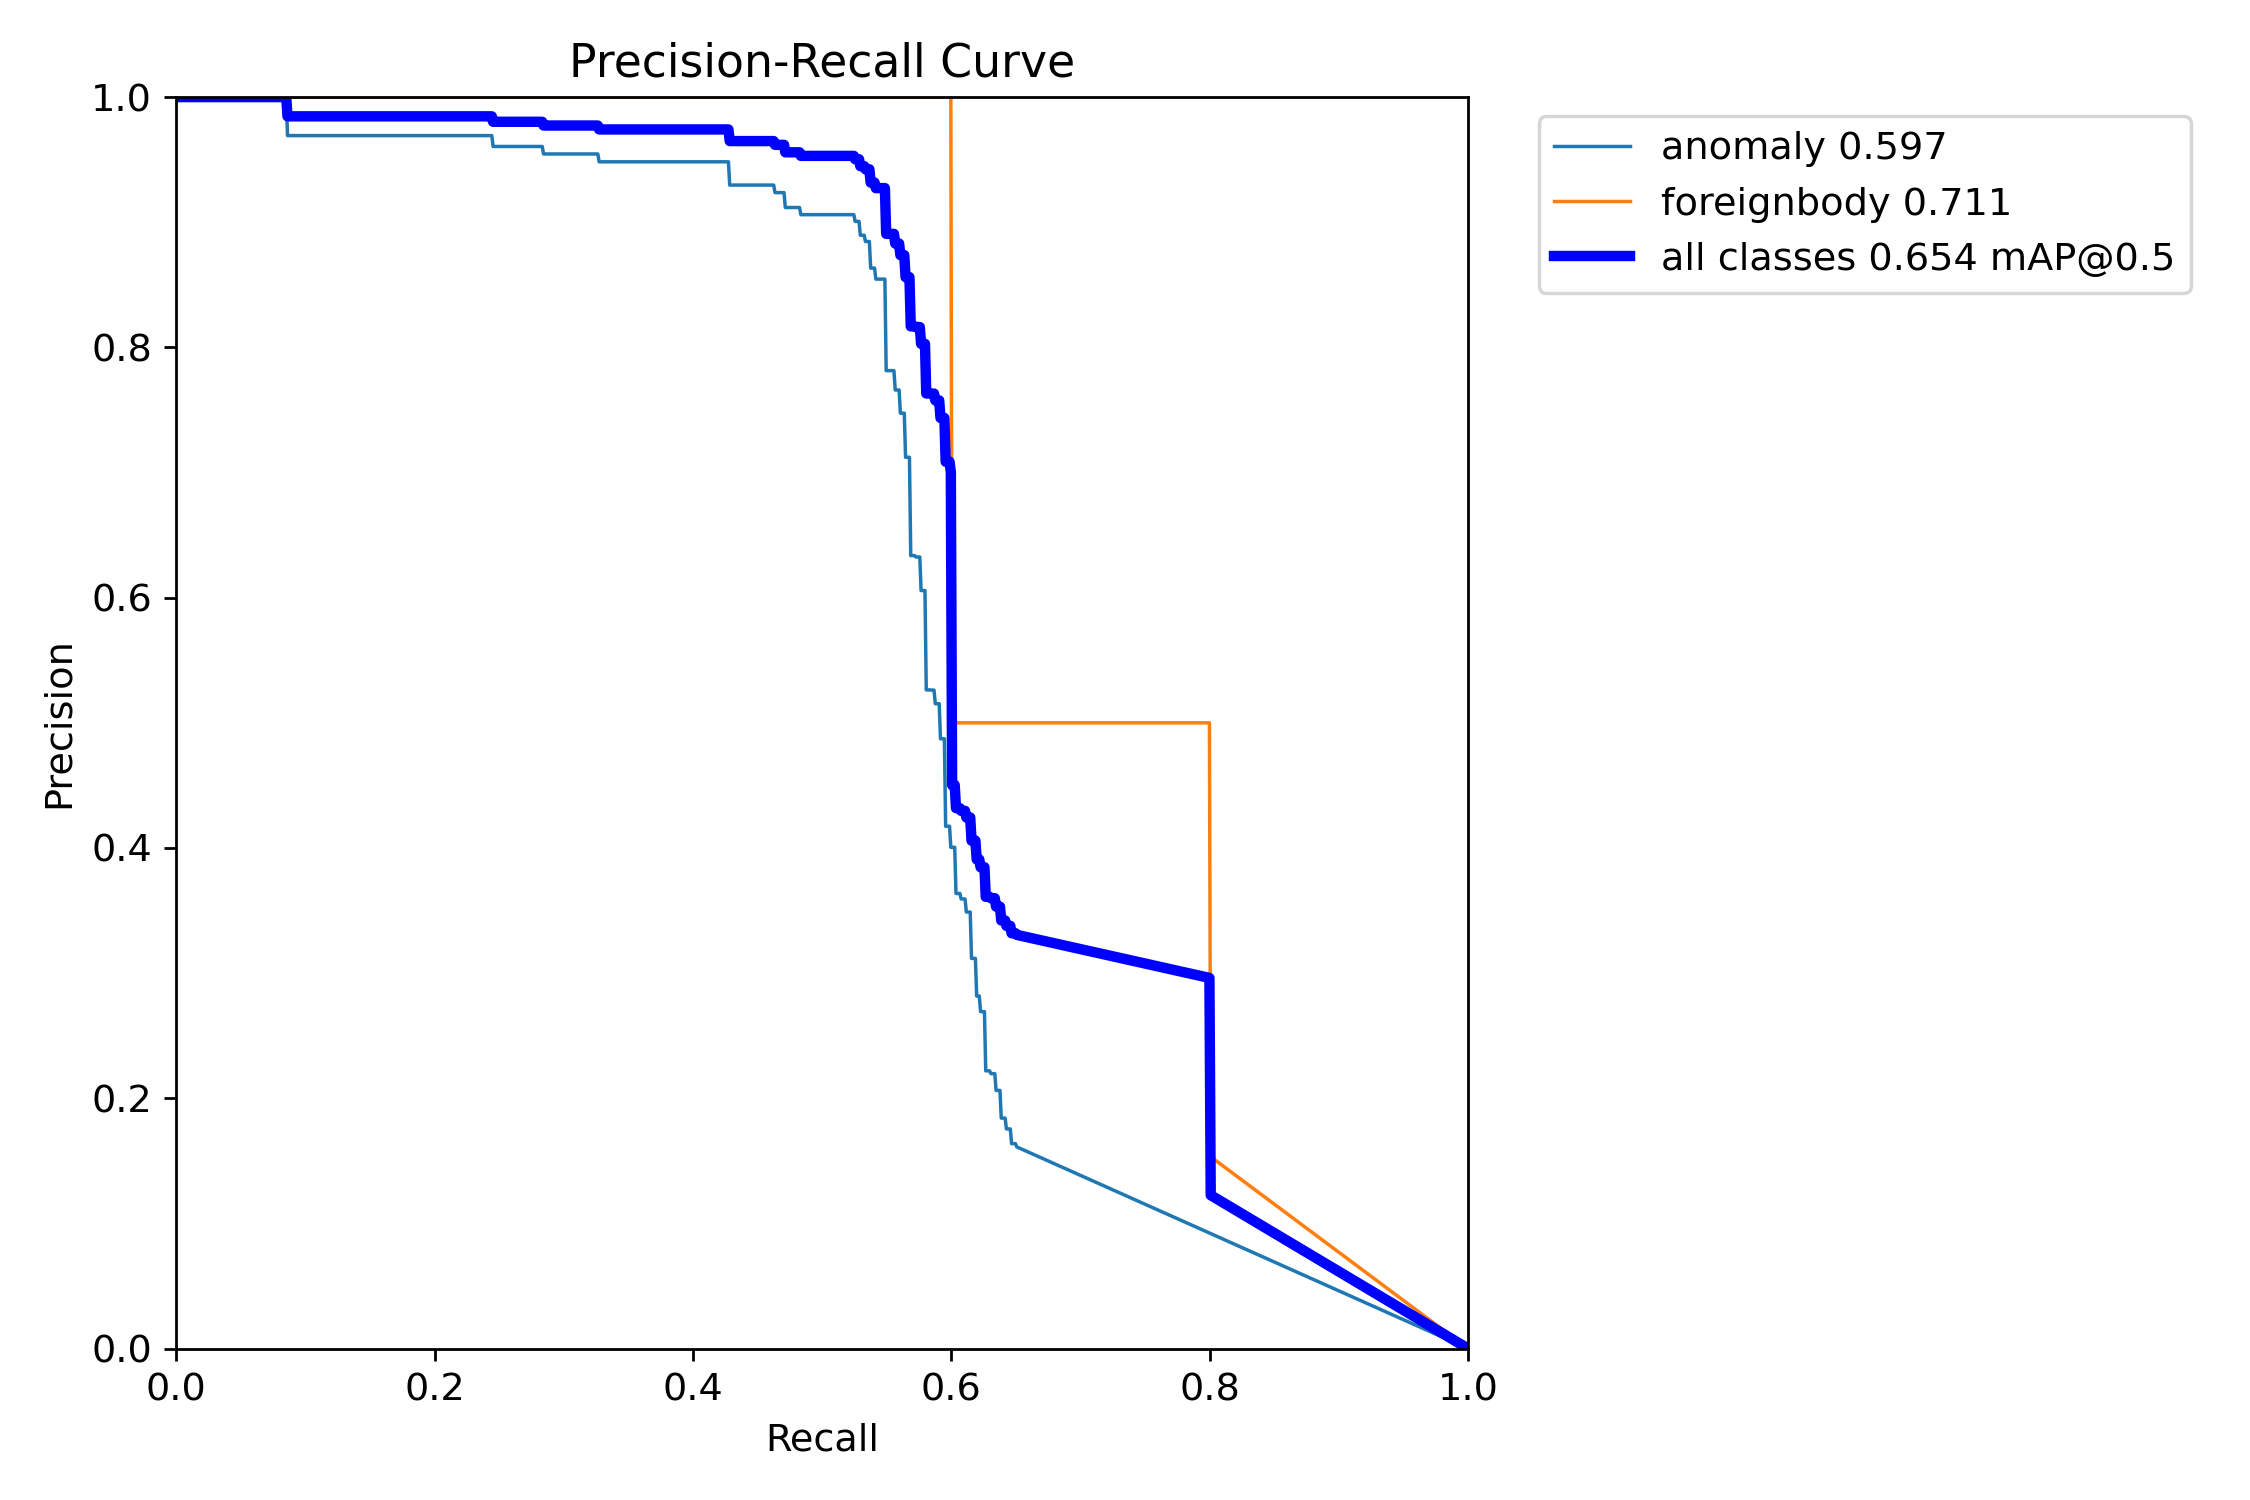 Precision-Recall Curve
1.0
0.8
0.6
0.4
0.2
0.0
Precision
0.0 0.2 0.4 0.6 0.8 1.0
Recall
anomaly 0.597
foreignbody 0.711
all classes 0.654 mAP@0.5